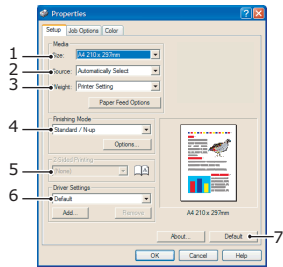 Properties
Setup Job Options Color
Media
1 Size: A4 210 x 297mm
2 Source: Automatically Select
3 Weight: Printer Setting
Paper Feed Options
Finishing Mode
4 Standard / N-up
Options...
2-Sided Printing
5 (None)
Driver Settings
6 Default
Add... Remove
A4 210 x 297mm
About... Default 7
OK Cancel Help